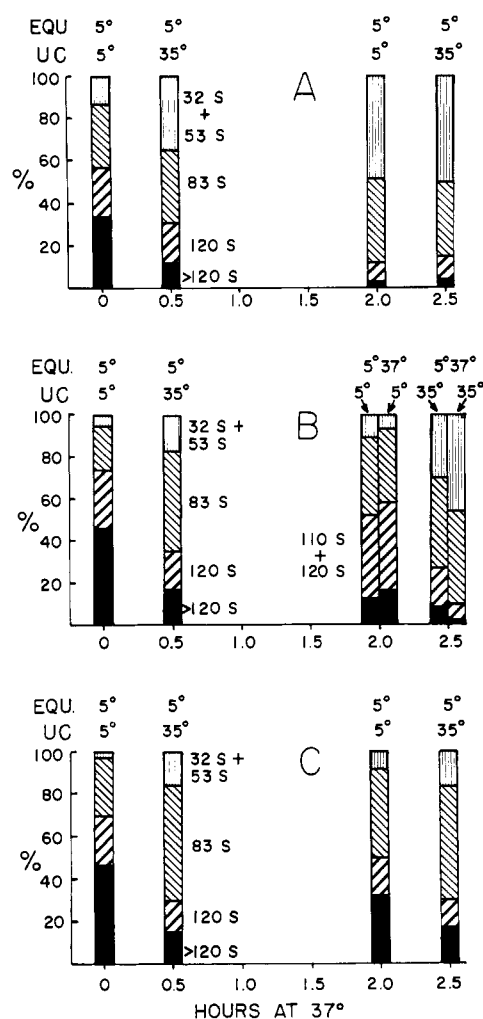 EQU 5° 5° 5° 5°
UC 5° 35° 5° 35°
A
100
80
60
%
40
20
32 S
+
53 S
83 S
120 S
>120 S
0 0.5 1.0 1.5 2.0 2.5
EQU. 5° 5° 5°37° 5°37°
UC 5° 35° 5° 5° 35° 35°
B
100
80
60
%
40
20
32 S +
53 S
83 S
120 S
>120 S
110 S
+
120 S
0 0.5 1.0 1.5 2.0 2.5
EQU. 5° 5° 5° 5°
UC 5° 35° 5° 35°
C
100
80
60
%
40
20
32 S +
53 S
83 S
120 S
>120 S
0 0.5 1.0 1.5 2.0 2.5
HOURS AT 37°